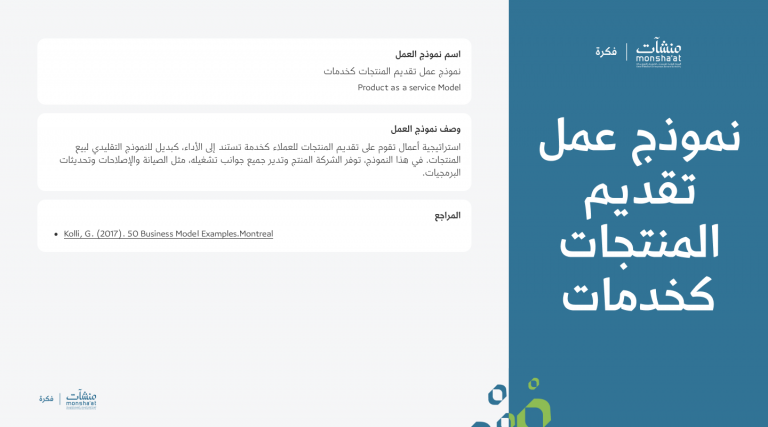 منشآت
monsha'at
فكرة
نموذج عمل
تقديم
المنتجات
كخدمات
اسم نموذج العمل
نموذج عمل تقديم المنتجات كخدمات
Product as a service Model
وصف نموذج العمل
استراتيجية أعمال تقوم على تقديم المنتجات للعملاء كخدمة تستند إلى الأداء، كبديل للنموذج التقليدي لبيع
المنتجات. في هذا النموذج، توفر الشركة المنتج وتدير جميع جوانب تشغيله، مثل الصيانة والإصلاحات وتحديثات
البرمجيات.
المراجع
• Kolli, G. (2017). 50 Business Model Examples.Montreal
منشآت
monsha'at
فكرة